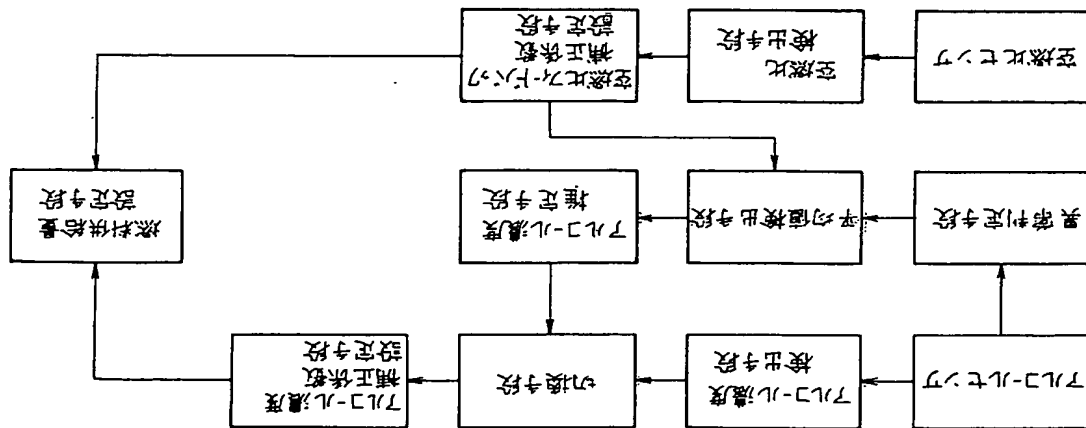 アルコールセンサ
アルコール濃度
検出手段
切換手段
アルコール濃度
補正係数
設定手段
異常判定手段
平均値検出手段
アルコール濃度
推定手段
燃料供給量
設定手段
空燃比センサ
空燃比
検出手段
空燃比フィードバック
補正係数
設定手段